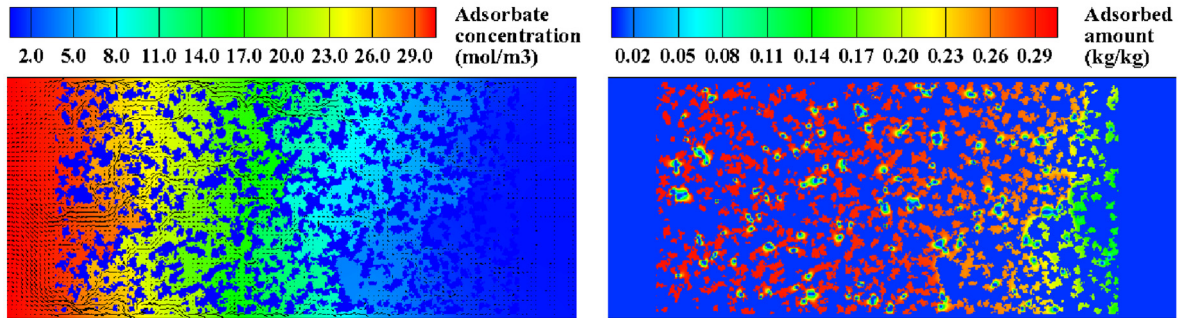 Adsorbate
concentration
(mol/m3)
2.0 5.0 8.0 11.0 14.0 17.0 20.0 23.0 26.0 29.0
Adsorbed
amount
(kg/kg)
0.02 0.05 0.08 0.11 0.14 0.17 0.20 0.23 0.26 0.29